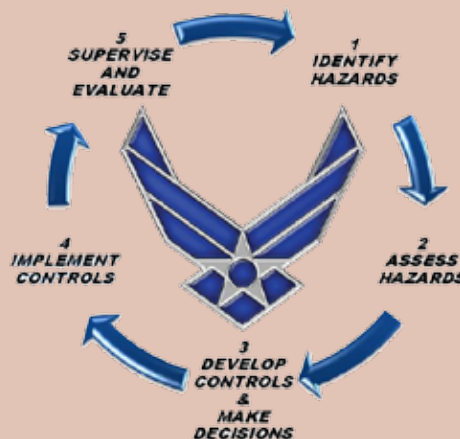 1
IDENTIFY
HAZARDS
2
ASSESS
HAZARDS
3
DEVELOP
CONTROLS
&
MAKE
DECISIONS
4
IMPLEMENT
CONTROLS
5
SUPERVISE
AND
EVALUATE